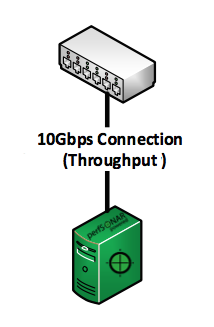 10Gbps Connection
(Throughput )
perfSONAR